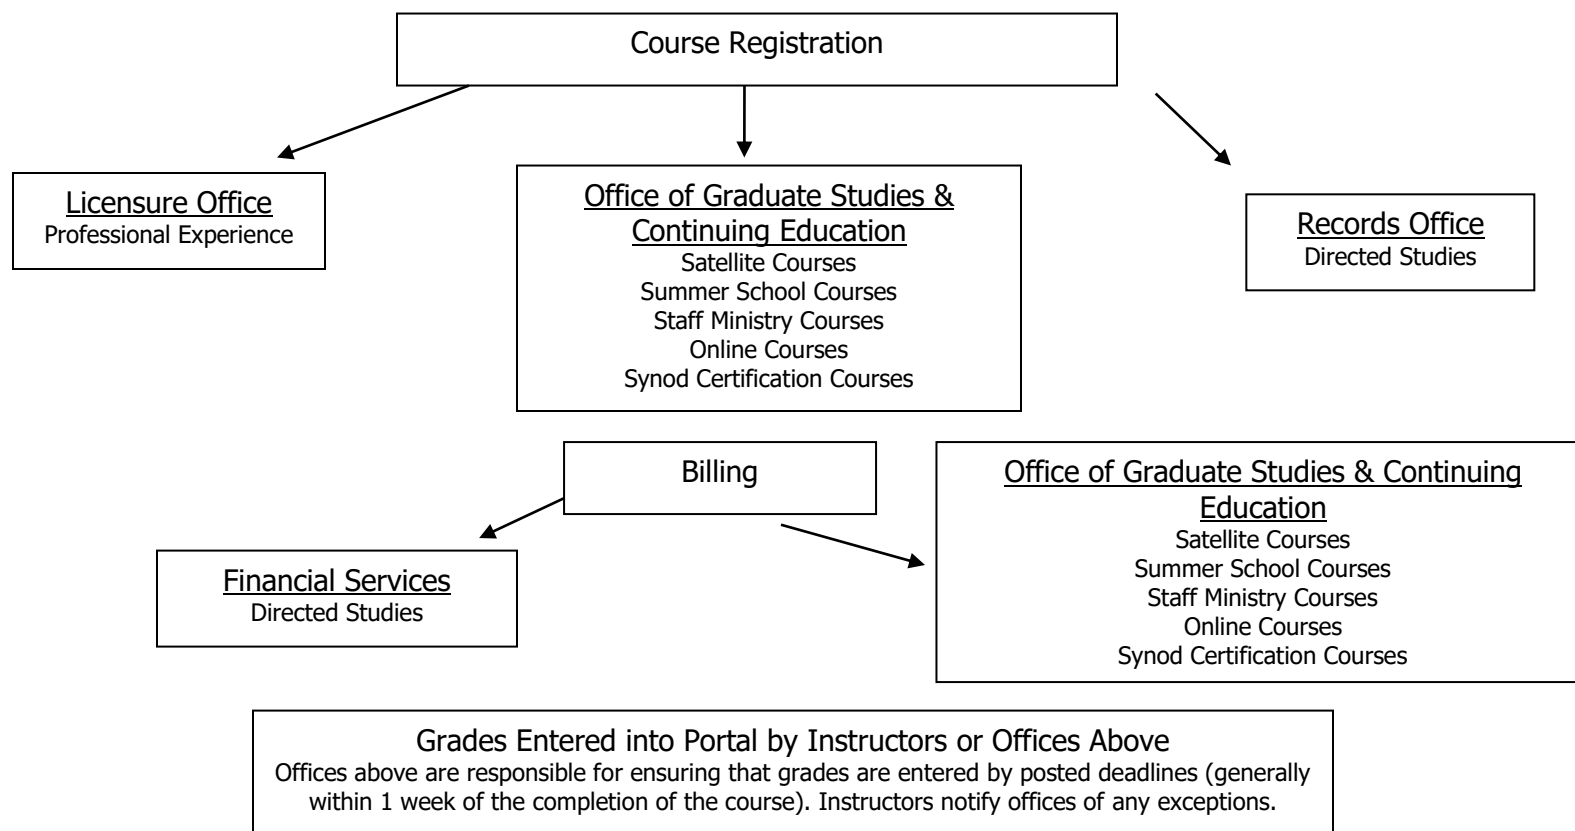 Course Registration
Licensure Office
Professional Experience
Office of Graduate Studies &
Continuing Education
Satellite Courses
Summer School Courses
Staff Ministry Courses
Online Courses
Synod Certification Courses
Records Office
Directed Studies
Billing
Financial Services
Directed Studies
Office of Graduate Studies & Continuing
Education
Satellite Courses
Summer School Courses
Staff Ministry Courses
Online Courses
Synod Certification Courses
Grades Entered into Portal by Instructors or Offices Above
Offices above are responsible for ensuring that grades are entered by posted deadlines (generally
within 1 week of the completion of the course). Instructors notify offices of any exceptions.